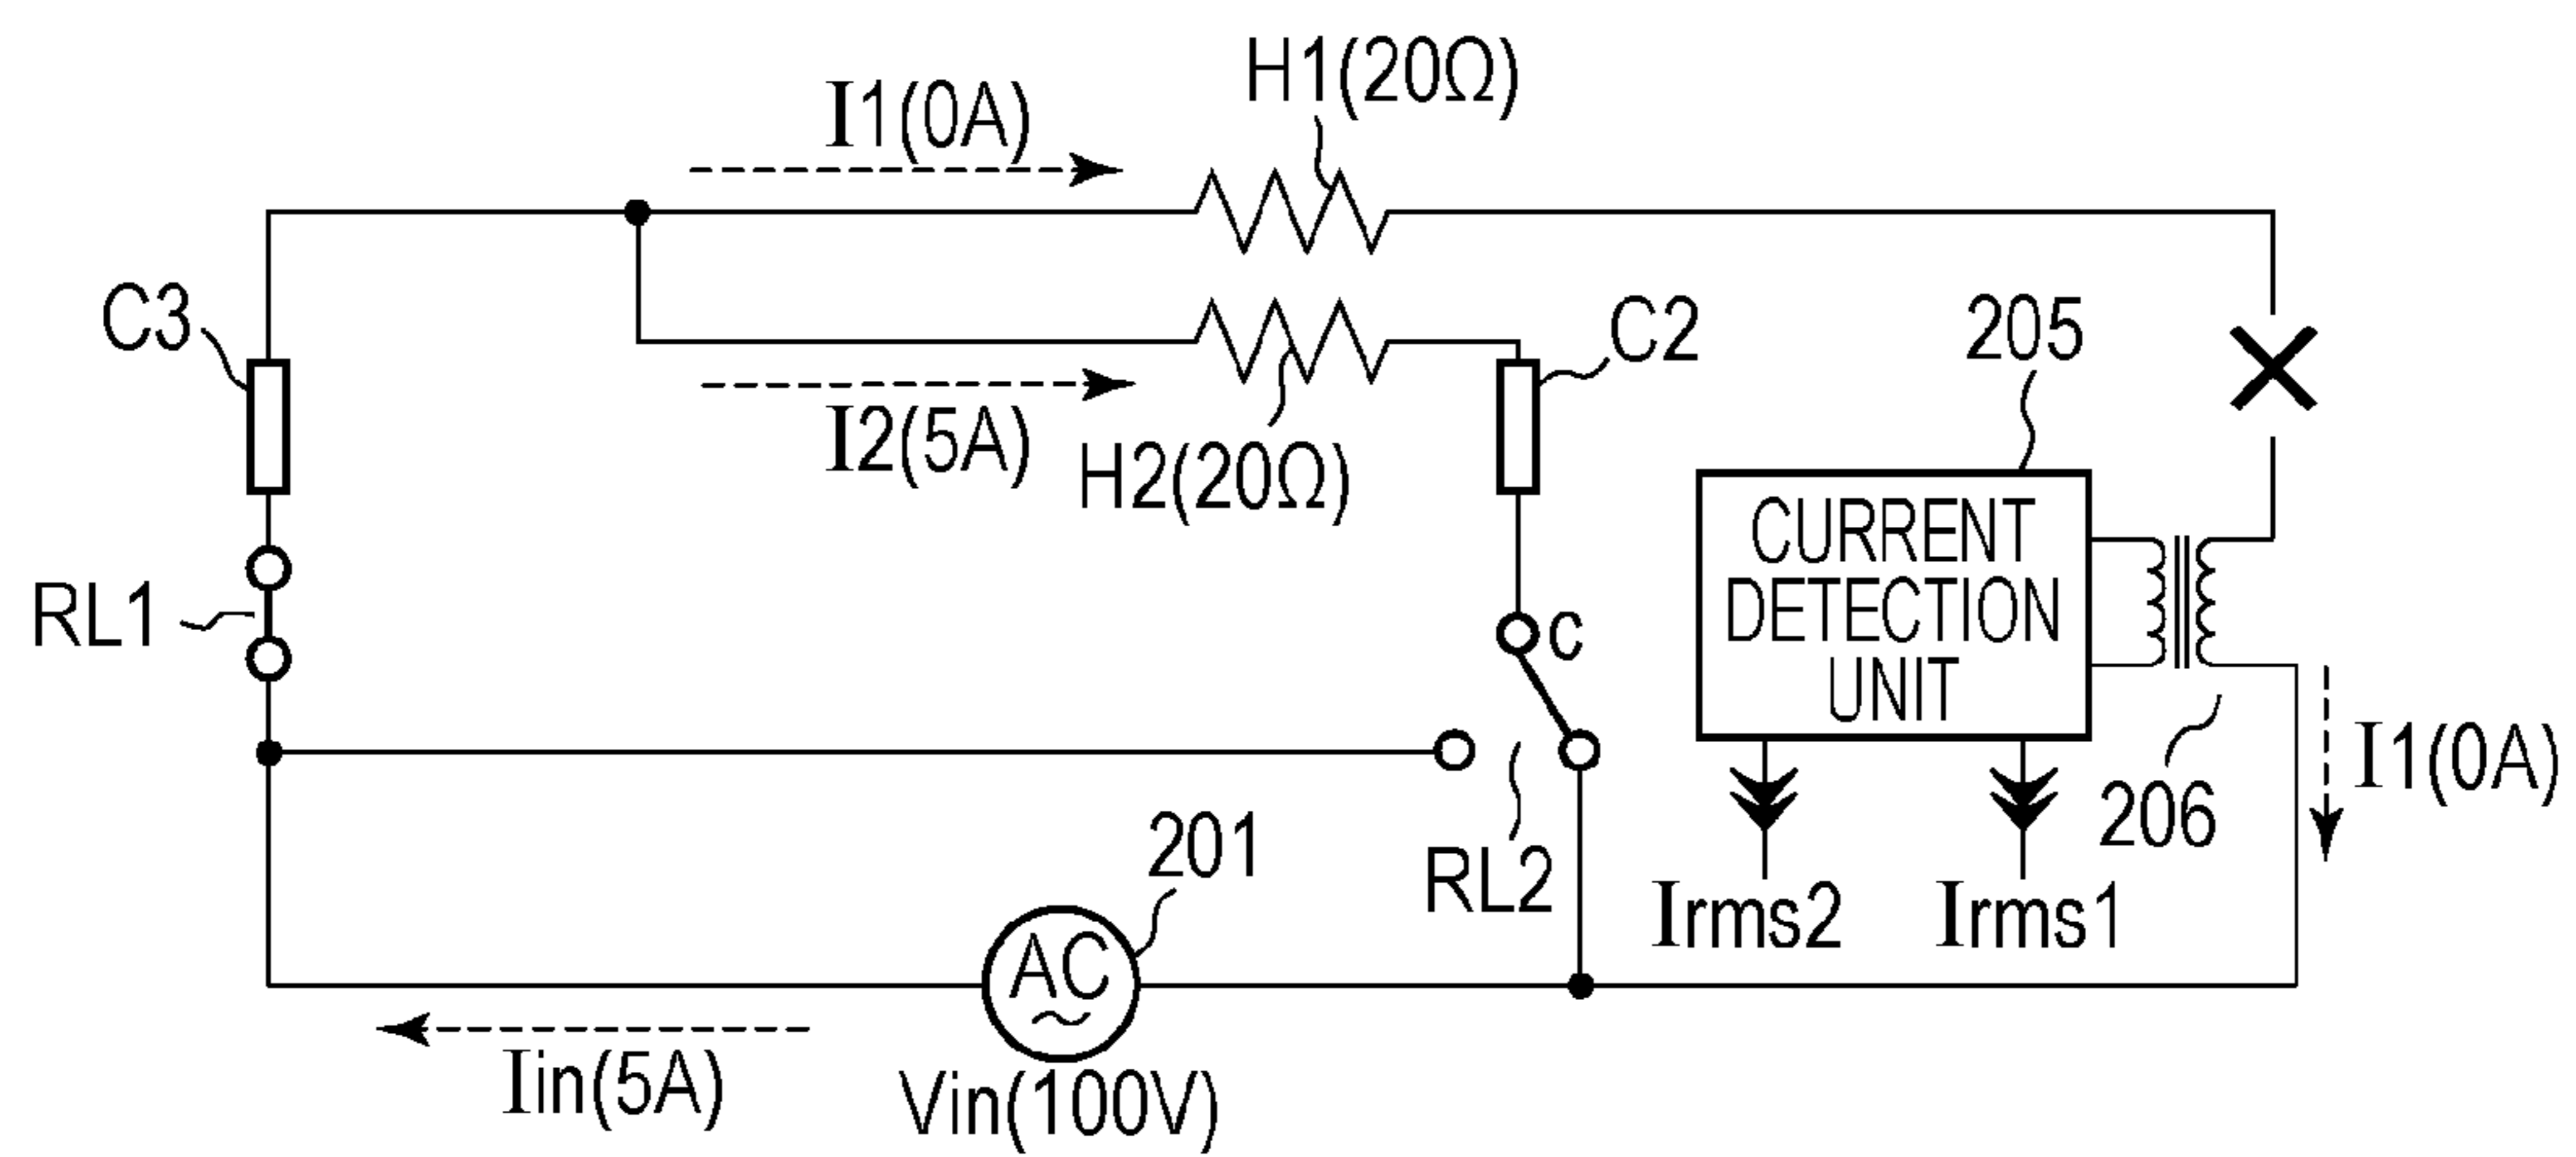 H1(20Ω)
I1(0A)
C3
C2
205
I2(5A)
H2(20Ω)
CURRENT
DETECTION
UNIT
RL1
c
I1(0A)
206
201
RL2
Irms2
Irms1
AC
~
Iin(5A)
Vin(100V)